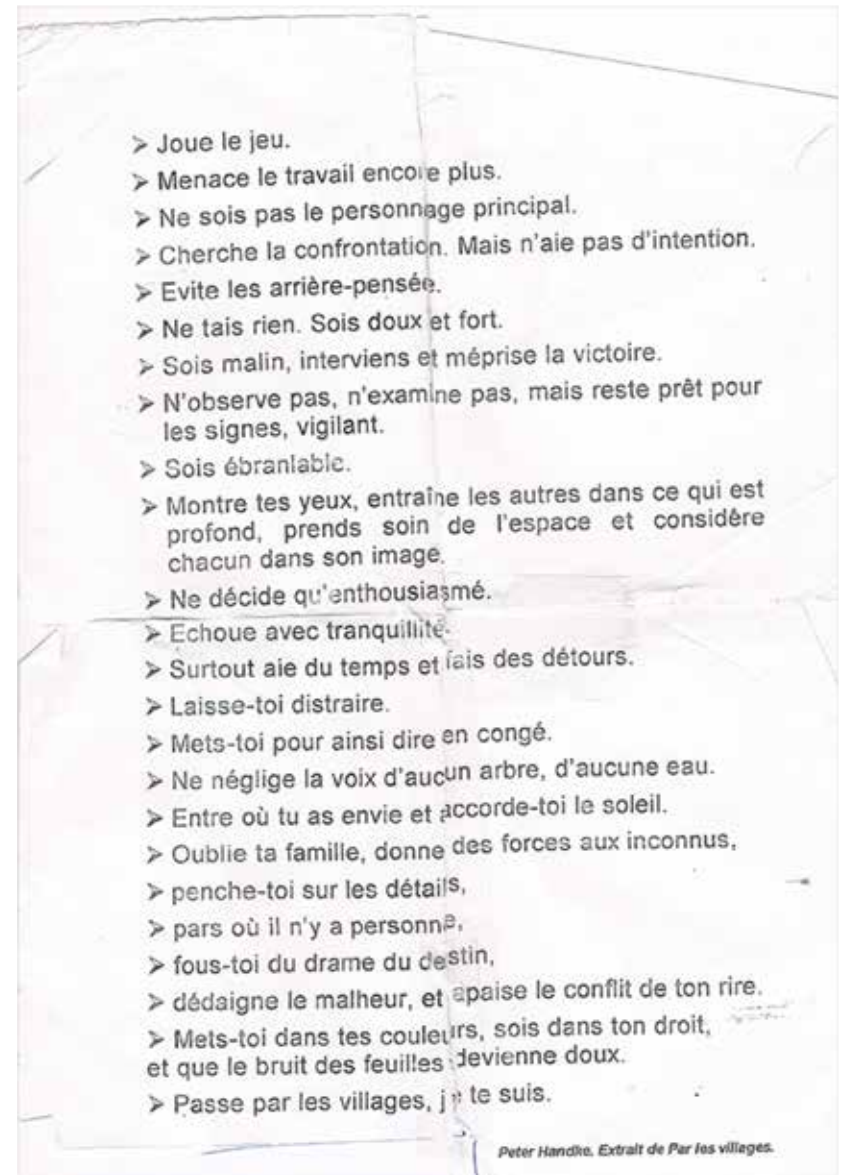 ➢ Joue le jeu.
➢ Menace le travail encore plus.
➢ Ne sois pas le personnage principal.
➢ Cherche la confrontation. Mais n'aie pas d'intention.
➢ Evite les arrière-pensée.
➢ Ne tais rien. Sois doux et fort.
➢ Sois malin, interviens et méprise la victoire.
➢ N'observe pas, n'examine pas, mais reste prêt pour
les signes, vigilant.
➢ Sois ébranlable.
➢ Montre tes yeux, entraîne les autres dans ce qui est
profond, prends soin de l'espace et considère
chacun dans son image.
➢ Ne décide qu'enthousiasmé.
➢ Echoue avec tranquillité.
➢ Surtout aie du temps et fais des détours.
➢ Laisse-toi distraire.
➢ Mets-toi pour ainsi dire en congé.
➢ Ne néglige la voix d'aucun arbre, d'aucune eau.
➢ Entre où tu as envie et accorde-toi le soleil.
➢ Oublie ta famille, donne des forces aux inconnus,
➢ penche-toi sur les détails,
➢ pars où il n'y a personne,
➢ fous-toi du drame du destin,
➢ dédaigne le malheur, et apaise le conflit de ton rire.
➢ Mets-toi dans tes couleurs, sois dans ton droit,
et que le bruit des feuilles devienne doux.
➢ Passe par les villages, je te suis.
Peter Handke. Extrait de Par les villages.